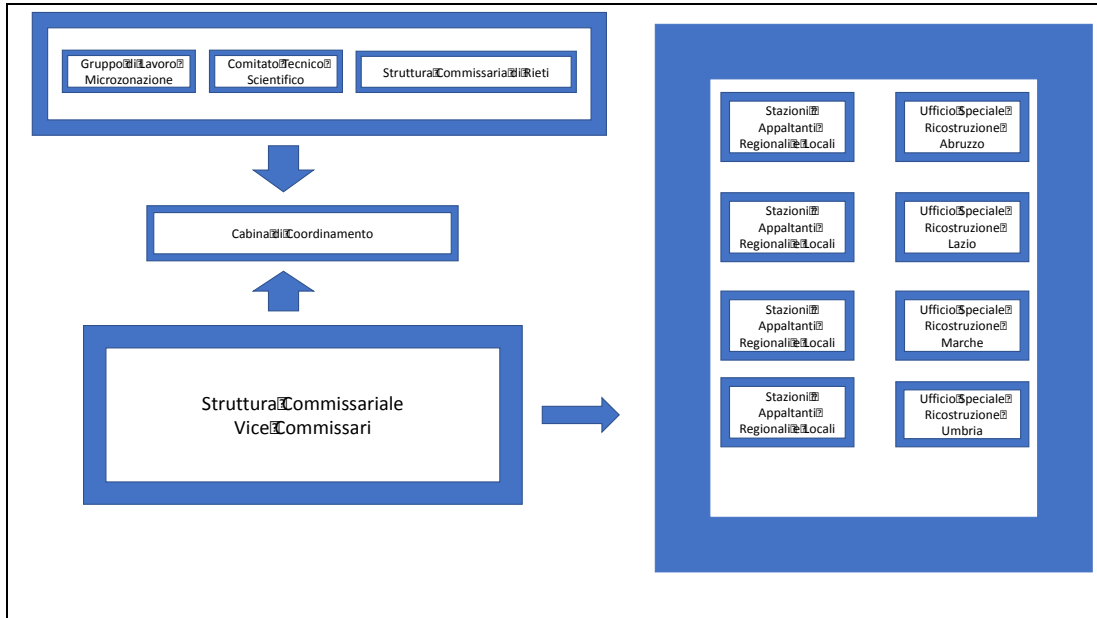 Gruppo di Lavoro
Microzonazione
Comitato Tecnico
Scientifico
Struttura Commissaria di Rieti
Cabina di Coordinamento
Struttura Commissariale
Vice Commissari
Stazioni
Appaltanti
Regionali e Locali
Ufficio Speciale
Ricostruzione
Abruzzo
Stazioni
Appaltanti
Regionali e Locali
Ufficio Speciale
Ricostruzione
Lazio
Stazioni
Appaltanti
Regionali e Locali
Ufficio Speciale
Ricostruzione
Marche
Stazioni
Appaltanti
Regionali e Locali
Ufficio Speciale
Ricostruzione
Umbria